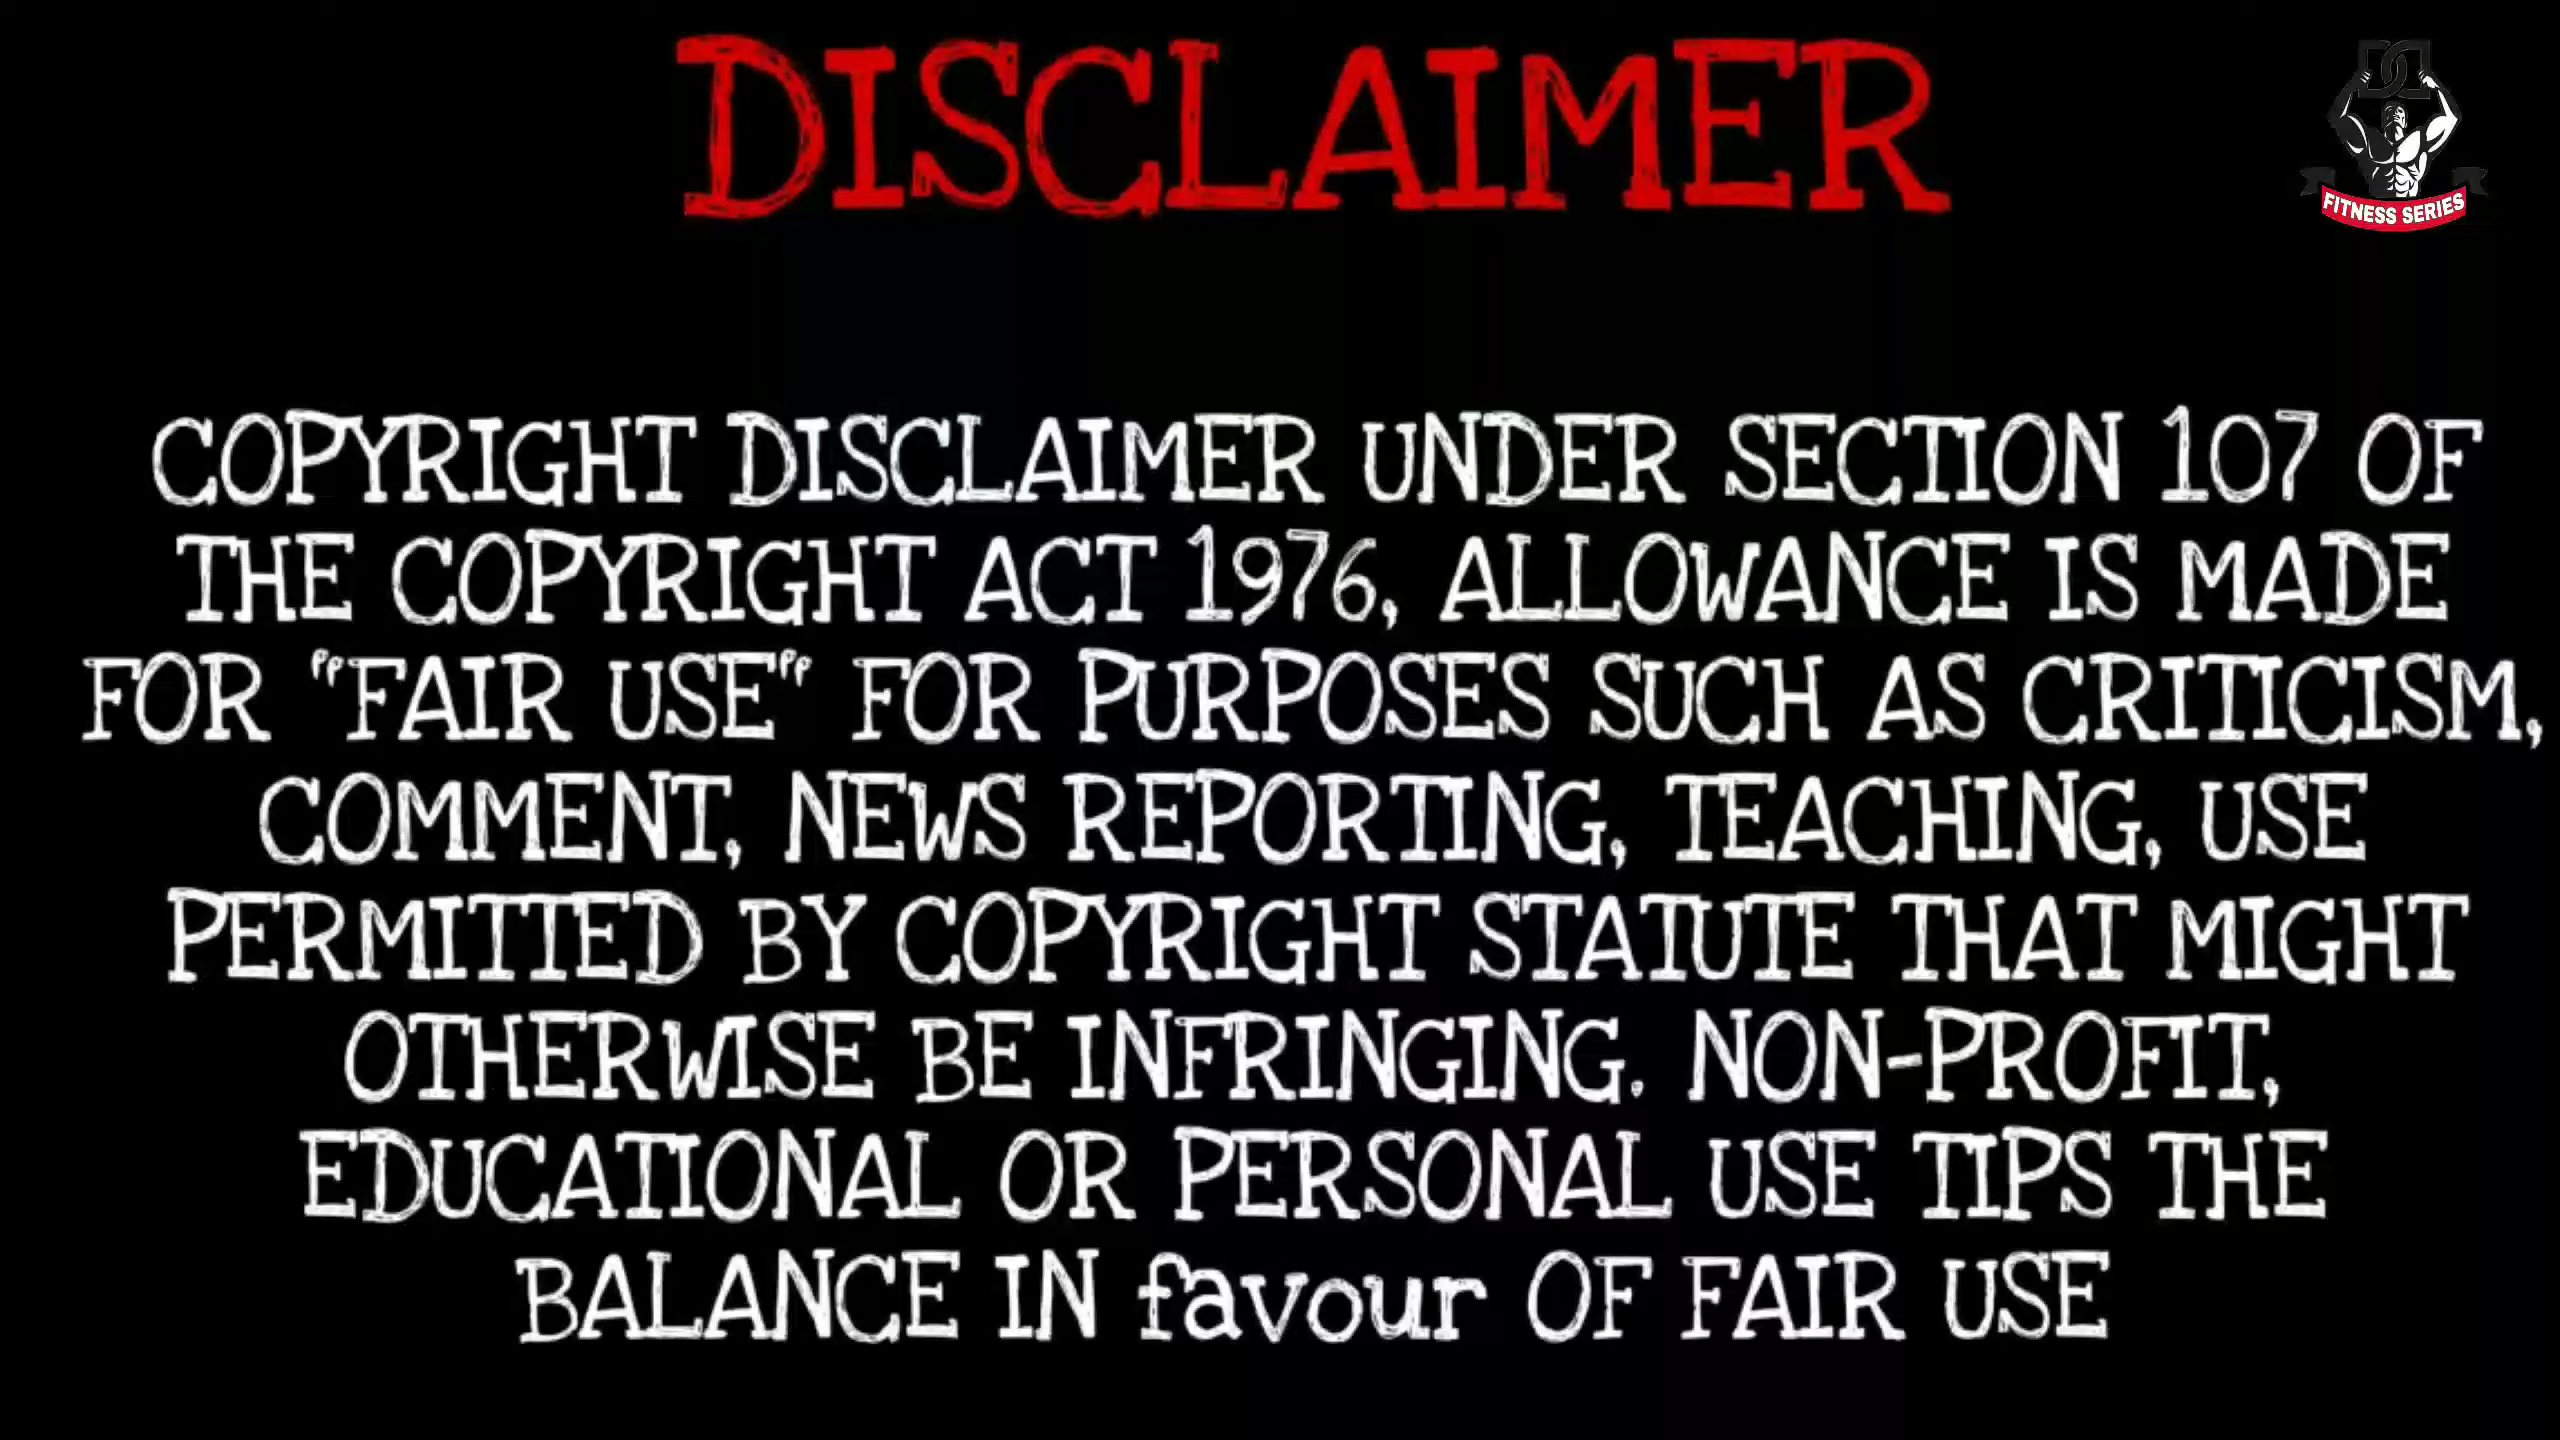 DISCLAIMER
FITNESS SERIES
COPYRIGHT DISCLAIMER UNDER SECTION 107 OF
THE COPYRIGHT ACT 1976, ALLOWANCE IS MADE
FOR "FAIR USE" FOR PURPOSES SUCH AS CRITICISM,
COMMENT, NEWS REPORTING, TEACHING, USE
PERMITTED BY COPYRIGHT STATUTE THAT MIGHT
OTHERWISE BE INFRINGING. NON-PROFIT,
EDUCATIONAL OR PERSONAL USE TIPS THE
BALANCE IN favour OF FAIR USE